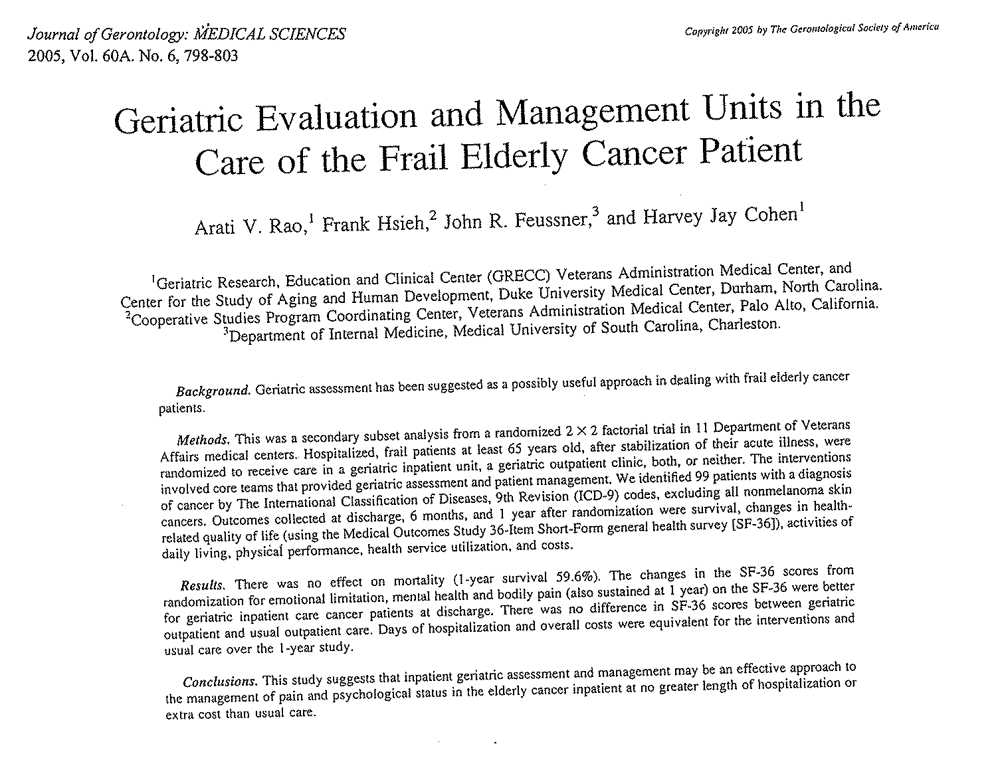 Journal of Gerontology: MEDICAL SCIENCES
2005, Vol. 60A. No. 6, 798-803
Copyright 2005 by The Gerontological Society of America
Geriatric Evaluation and Management Units in the
Care of the Frail Elderly Cancer Patient
Arati V. Rao,¹ Frank Hsieh,² John R. Feussner,³ and Harvey Jay Cohen¹
¹Geriatric Research, Education and Clinical Center (GRECC) Veterans Administration Medical Center, and
Center for the Study of Aging and Human Development, Duke University Medical Center, Durham, North Carolina.
²Cooperative Studies Program Coordinating Center, Veterans Administration Medical Center, Palo Alto, California.
³Department of Internal Medicine, Medical University of South Carolina, Charleston.
Background. Geriatric assessment has been suggested as a possibly useful approach in dealing with frail elderly cancer
patients.
Methods. This was a secondary subset analysis from a randomized 2 × 2 factorial trial in 11 Department of Veterans
Affairs medical centers. Hospitalized, frail patients at least 65 years old, after stabilization of their acute illness, were
randomized to receive care in a geriatric inpatient unit, a geriatric outpatient clinic, both, or neither. The interventions
involved core teams that provided geriatric assessment and patient management. We identified 99 patients with a diagnosis
of cancer by The International Classification of Diseases, 9th Revision (ICD-9) codes, excluding all nonmelanoma skin
cancers. Outcomes collected at discharge, 6 months, and 1 year after randomization were survival, changes in health-
related quality of life (using the Medical Outcomes Study 36-Item Short-Form general health survey [SF-36]), activities of
daily living, physical performance, health service utilization, and costs.
Results. There was no effect on mortality (1-year survival 59.6%). The changes in the SF-36 scores from
randomization for emotional limitation, mental health and bodily pain (also sustained at 1 year) on the SF-36 were better
for geriatric inpatient care cancer patients at discharge. There was no difference in SF-36 scores between geriatric
outpatient and usual outpatient care. Days of hospitalization and overall costs were equivalent for the interventions and
usual care over the 1-year study.
Conclusions. This study suggests that inpatient geriatric assessment and management may be an effective approach to
the management of pain and psychological status in the elderly cancer inpatient at no greater length of hospitalization or
extra cost than usual care.